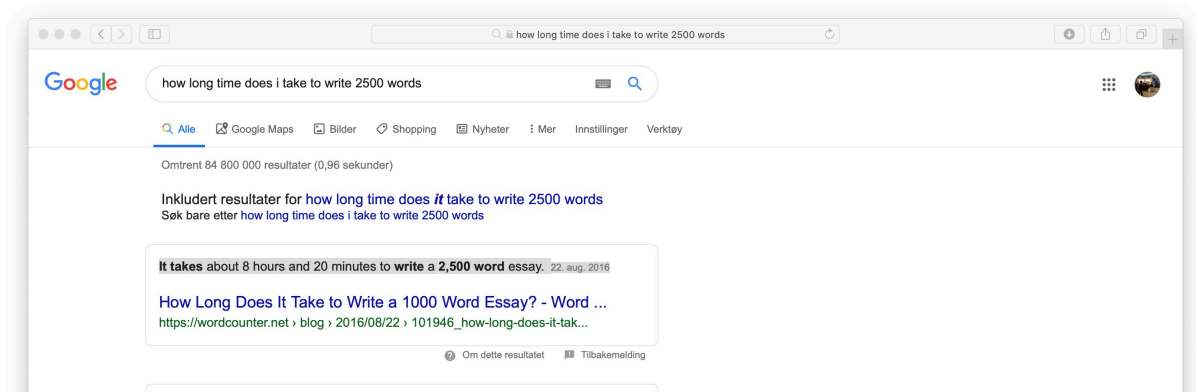 how long time does i take to write 2500 words
Google
how long time does i take to write 2500 words
Alle Google Maps Bilder Shopping Nyheter Mer Innstillinger Verktøy
Omtrent 84 800 000 resultater (0,96 sekunder)
Inkludert resultater for how long time does it take to write 2500 words
Søk bare etter how long time does i take to write 2500 words
It takes about 8 hours and 20 minutes to write a 2,500 word essay. 22. aug. 2016
How Long Does It Take to Write a 1000 Word Essay? - Word ...
https://wordcounter.net › blog › 2016/08/22 › 101946_how-long-does-it-tak...
Om dette resultatet Tilbakemelding